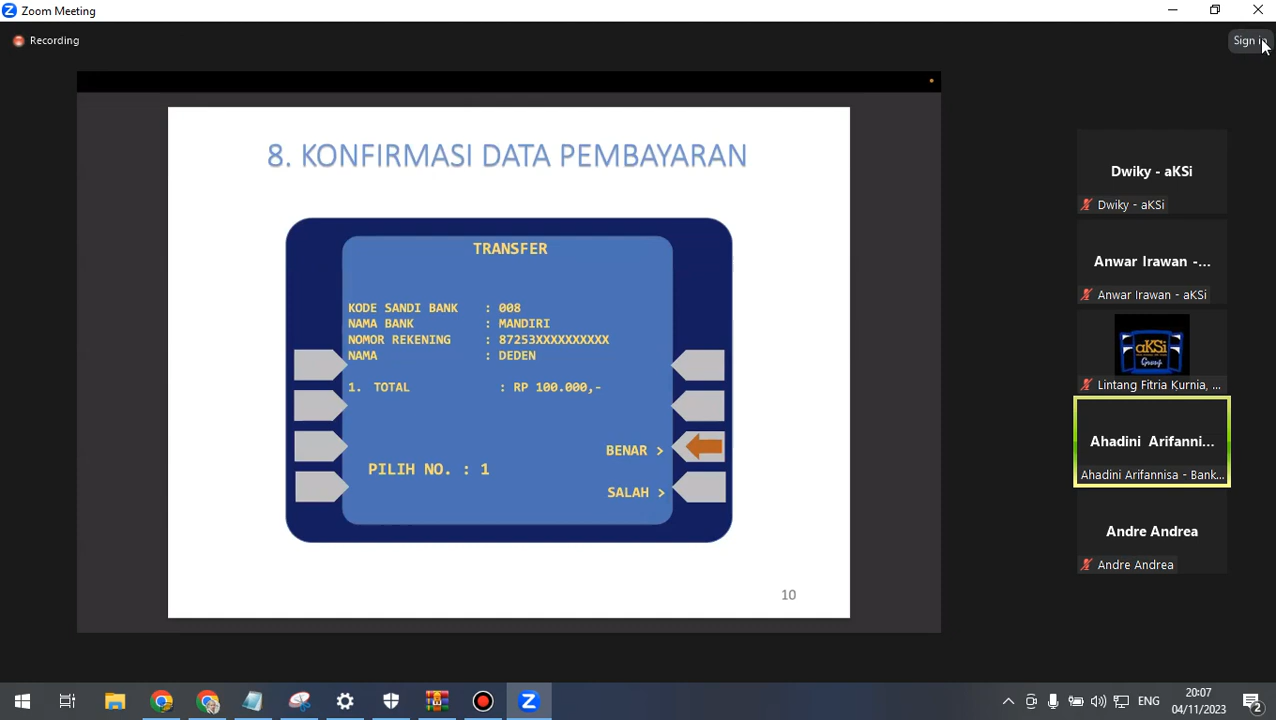 Zoom Meeting
Recording
Sign in
8. KONFIRMASI DATA PEMBAYARAN
TRANSFER
KODE SANDI BANK : 008
NAMA BANK : MANDIRI
NOMOR REKENING : 87253XXXXXXXXXX
NAMA : DEDEN
1. TOTAL : RP 100.000,-
BENAR >
PILIH NO. : 1
SALAH >
10
Dwiky - aKSi
Dwiky - aKSi
Anwar Irawan -...
Anwar Irawan - aKSi
aKSi
Group
Lintang Fitria Kurnia, ...
Ahadini Arifanni...
Ahadini Arifannisa - Bank...
Andre Andrea
Andre Andrea
ENG
20:07
04/11/2023
2